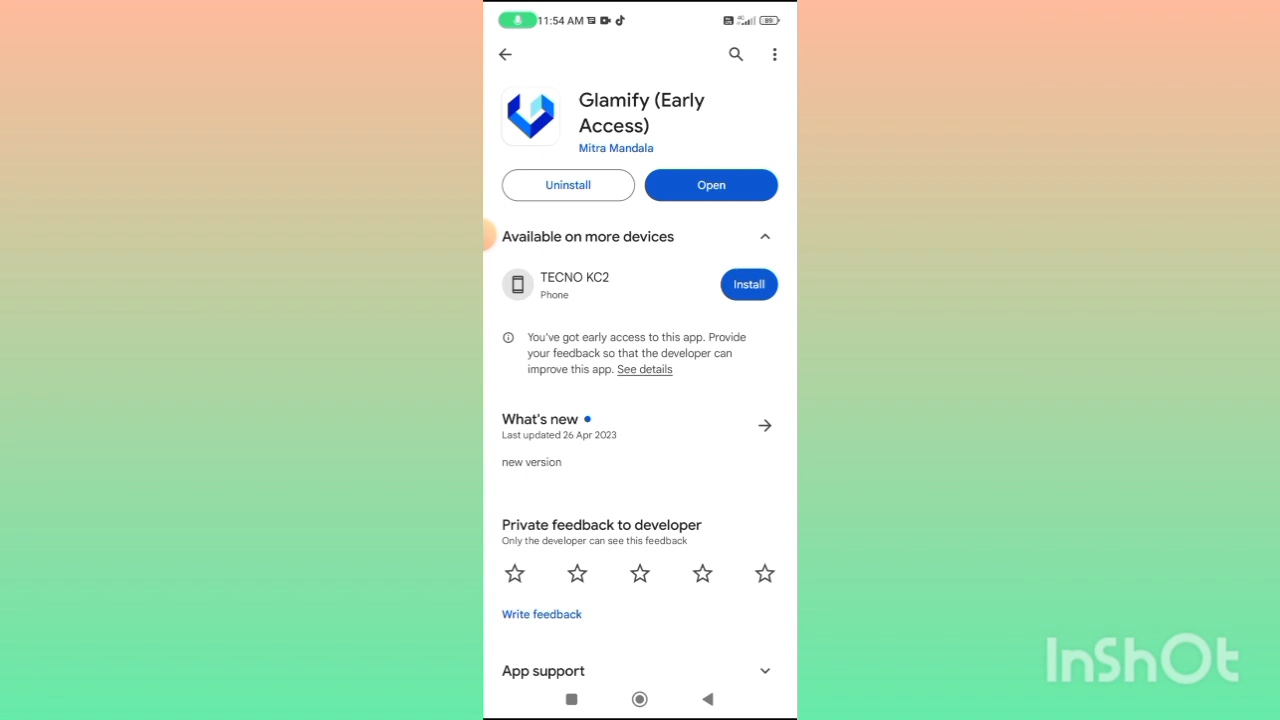 11:54 AM
89
Glamify (Early
Access)
Mitra Mandala
Uninstall
Open
Available on more devices
TECNO KC2
Phone
Install
You've got early access to this app. Provide
your feedback so that the developer can
improve this app. See details
What's new
Last updated 26 Apr 2023
new version
Private feedback to developer
Only the developer can see this feedback
Write feedback
App support
InShOt